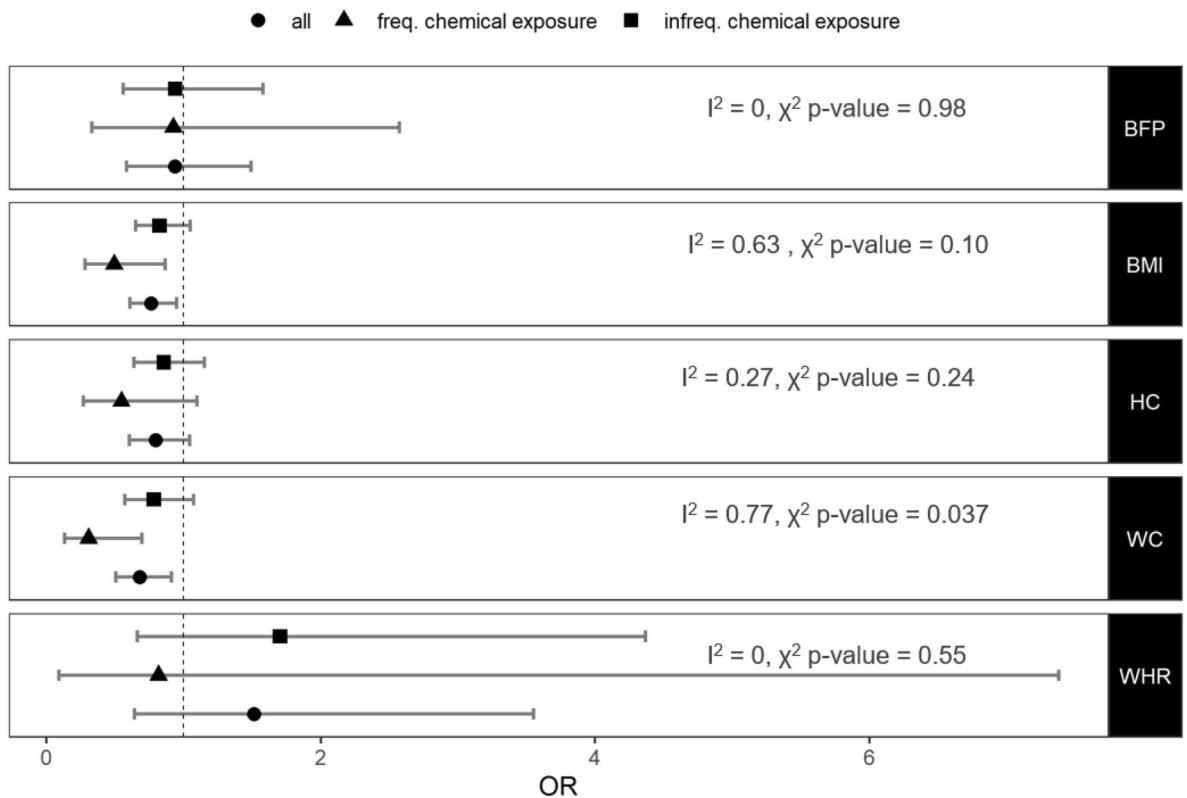 all freq. chemical exposure infreq. chemical exposure
I² = 0, χ² p-value = 0.98
BFP
I² = 0.63 , χ² p-value = 0.10
BMI
I² = 0.27, χ² p-value = 0.24
HC
I² = 0.77, χ² p-value = 0.037
WC
I² = 0, χ² p-value = 0.55
WHR
0 2 4 6
OR